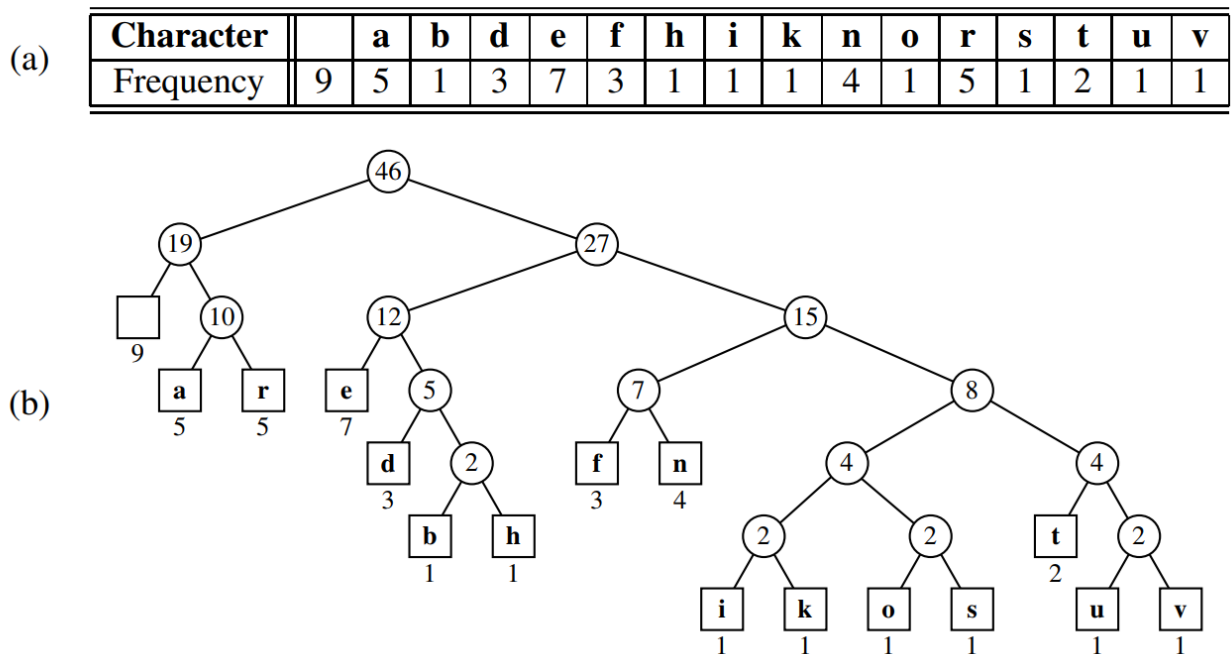 (a)
Character a b d e f h i k n o r s t u v
Frequency 9 5 1 3 7 3 1 1 1 4 1 5 1 2 1 1
(b)
46
19 27
10 12 15
9
a r e 5 7 8
5 5 7
d 2 f n 4 4
3 3 4
b h 2 2 t 2
1 1 2
i k o s u v
1 1 1 1 1 1